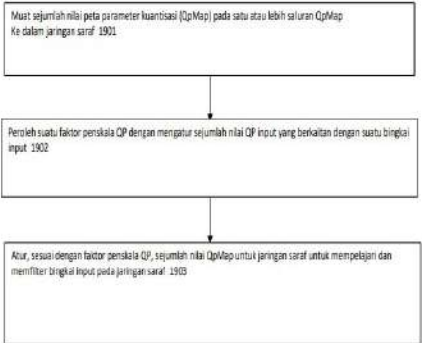 Muat sejumlah nilai peta parameter kuantisasi (QpMap) pada satu atau lebih saluran QpMap
Ke dalam jaringan saraf 1901
Peroleh suatu faktor penskala QP dengan mengatur sejumlah nilai QP input yang berkaitan dengan suatu bingkai
input 1902
Atur, sesuai dengan faktor penskala QP, sejumlah nilai QpMap untuk jaringan saraf untuk mempelajari dan
memfilter bingkai input pada jaringan saraf 1903